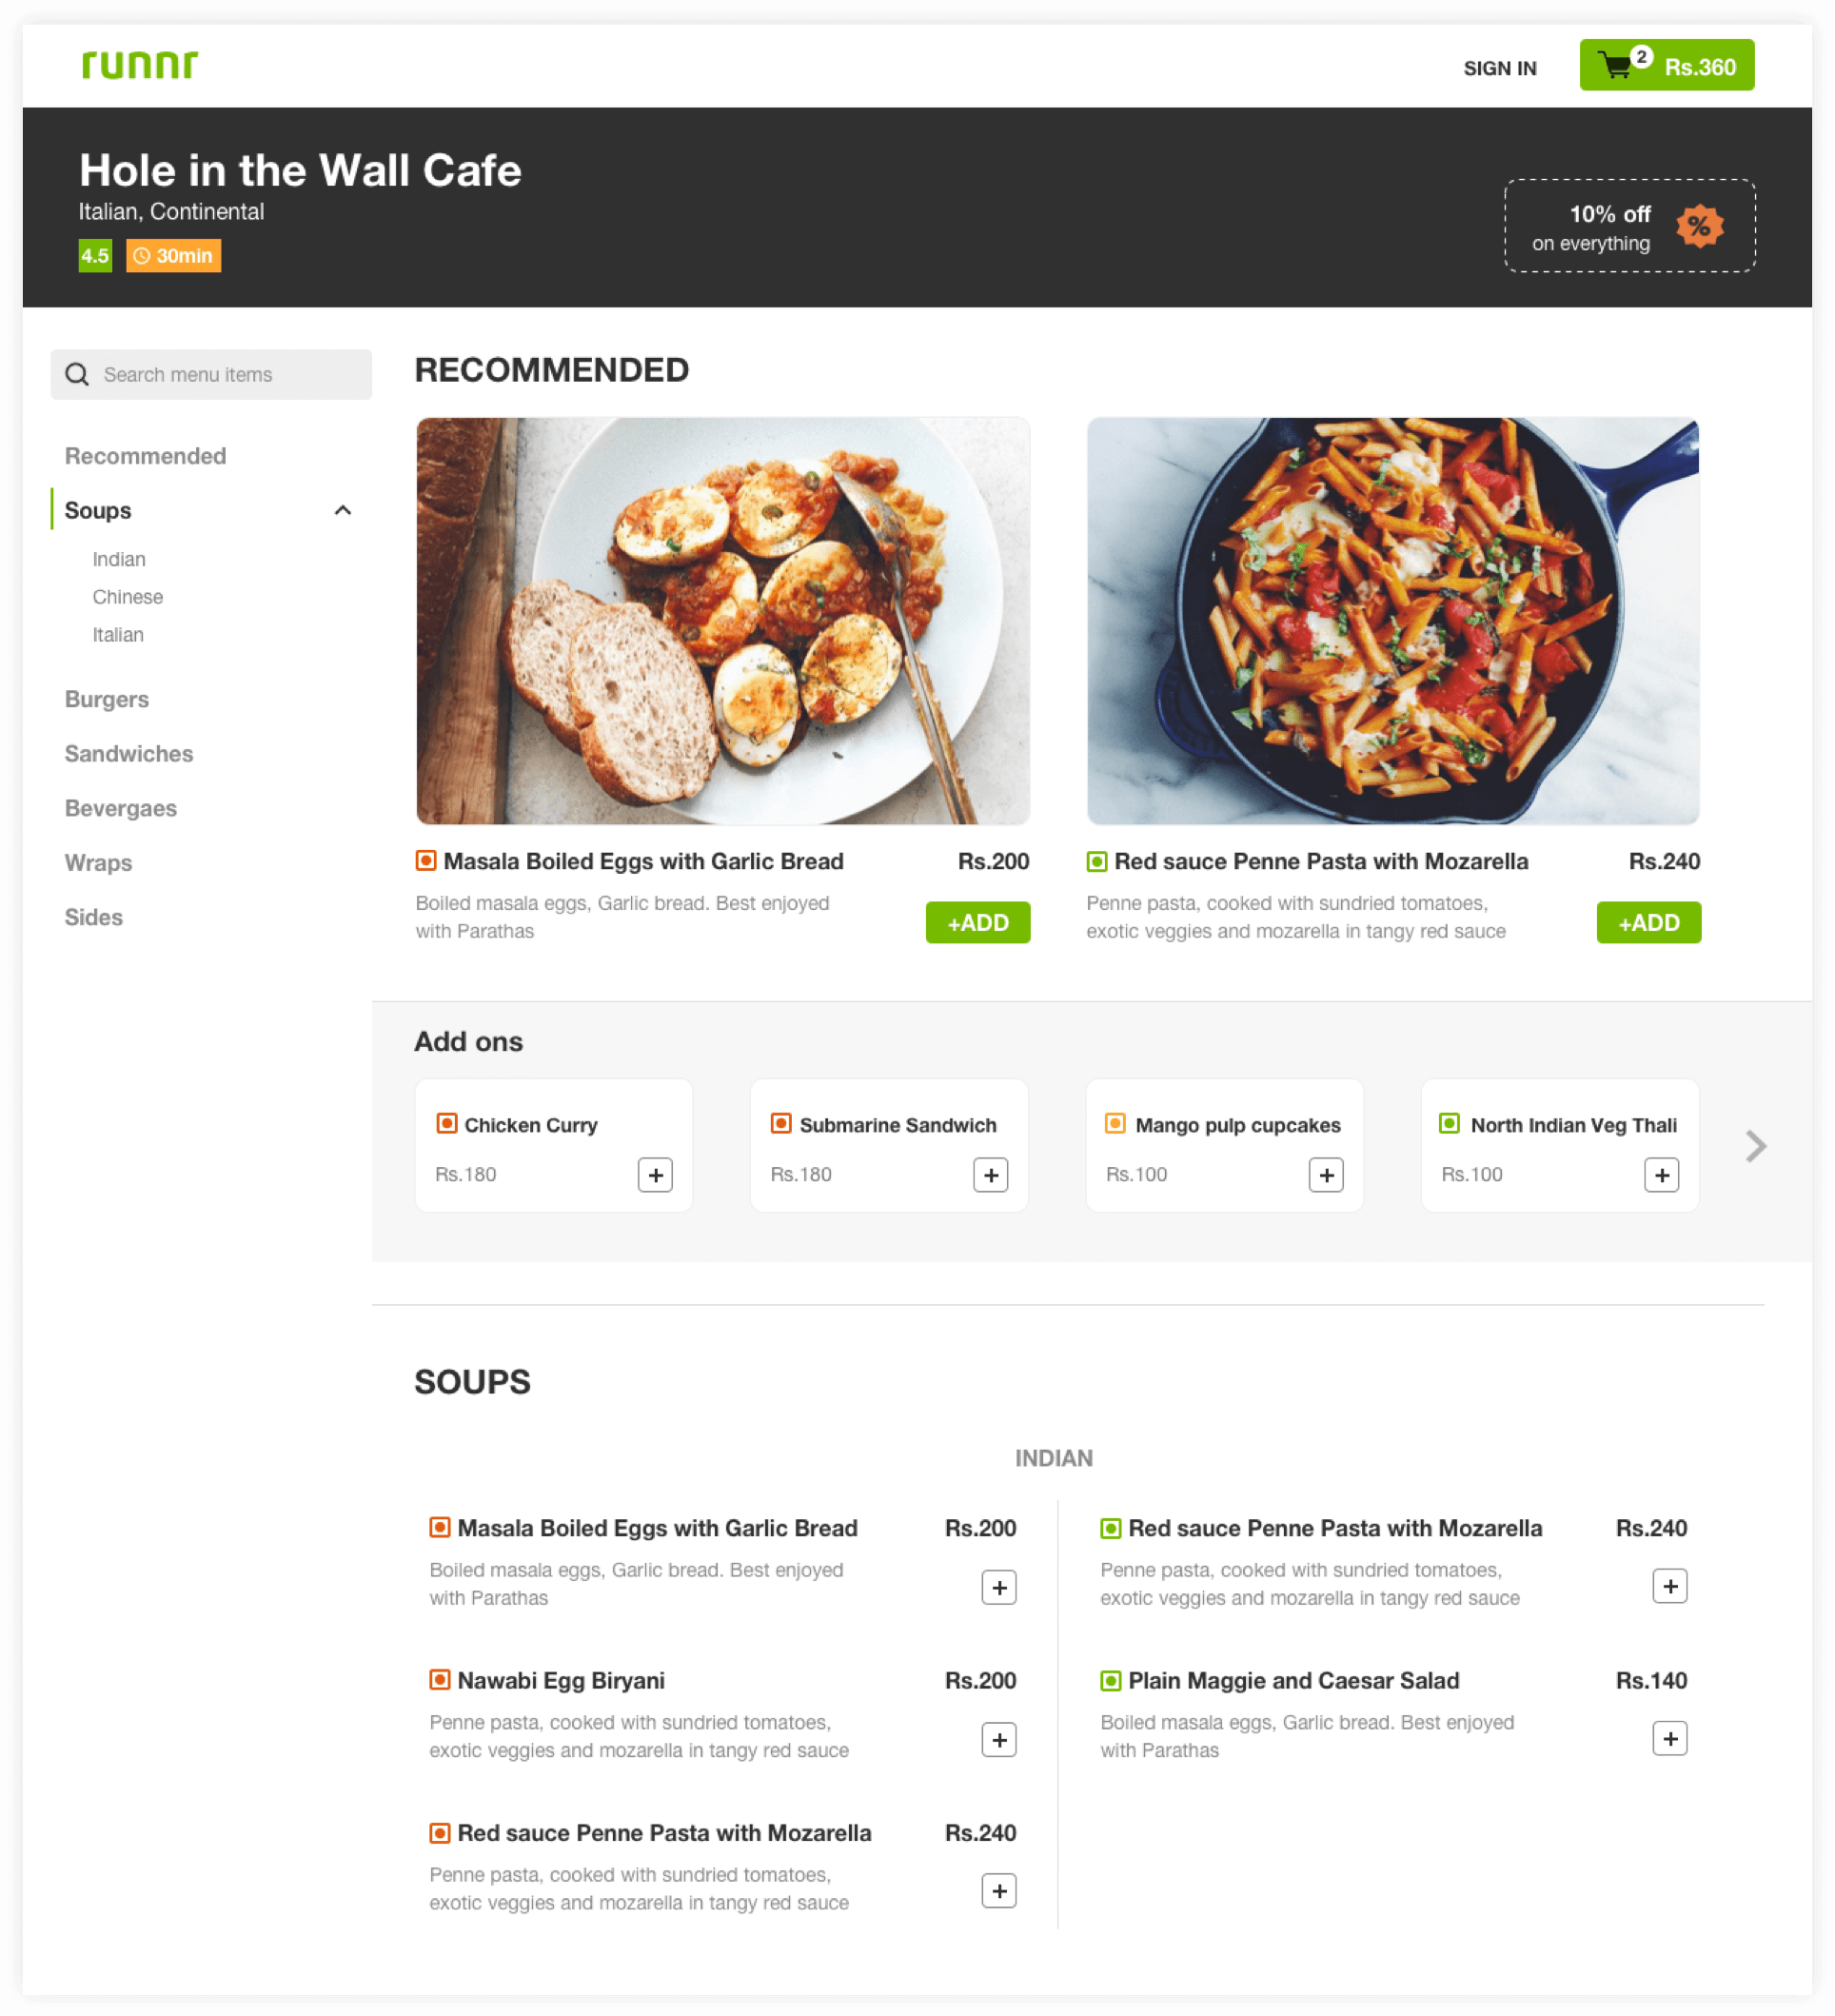 runnr
SIGN IN
2
Rs.360
Hole in the Wall Cafe
Italian, Continental
4.5
30min
10% off
on everything
%
Search menu items
Recommended
Soups
Indian
Chinese
Italian
Burgers
Sandwiches
Bevergaes
Wraps
Sides
RECOMMENDED
Masala Boiled Eggs with Garlic Bread
Rs.200
Boiled masala eggs, Garlic bread. Best enjoyed
with Parathas
+ADD
Red sauce Penne Pasta with Mozarella
Rs.240
Penne pasta, cooked with sundried tomatoes,
exotic veggies and mozarella in tangy red sauce
+ADD
Add ons
Chicken Curry
Rs.180
+
Submarine Sandwich
Rs.180
+
Mango pulp cupcakes
Rs.100
+
North Indian Veg Thali
Rs.100
+
SOUPS
INDIAN
Masala Boiled Eggs with Garlic Bread
Rs.200
Boiled masala eggs, Garlic bread. Best enjoyed
with Parathas
+
Nawabi Egg Biryani
Rs.200
Penne pasta, cooked with sundried tomatoes,
exotic veggies and mozarella in tangy red sauce
+
Red sauce Penne Pasta with Mozarella
Rs.240
Penne pasta, cooked with sundried tomatoes,
exotic veggies and mozarella in tangy red sauce
+
Red sauce Penne Pasta with Mozarella
Rs.240
Penne pasta, cooked with sundried tomatoes,
exotic veggies and mozarella in tangy red sauce
+
Plain Maggie and Caesar Salad
Rs.140
Boiled masala eggs, Garlic bread. Best enjoyed
with Parathas
+